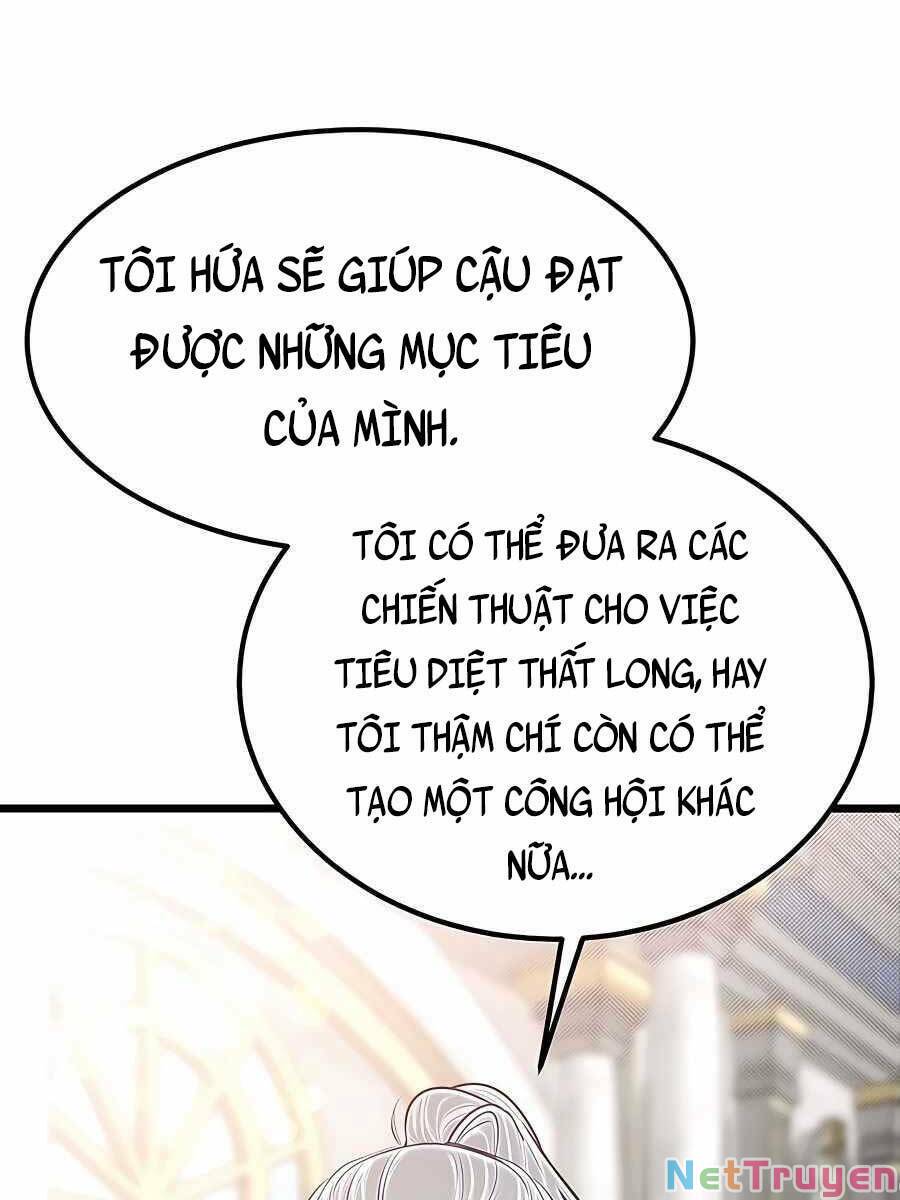 TÔI HỨA SẼ GIÚP CẬU ĐẠT
ĐƯỢC NHỮNG MỤC TIÊU
CỦA MÌNH.
TÔI CÓ THỂ ĐƯA RA CÁC
CHIẾN THUẬT CHO VIỆC
TIÊU DIỆT THẤT LONG, HAY
TÔI THẬM CHÍ CÒN CÓ THỂ
TẠO MỘT CÔNG HỘI KHÁC
NỮA...
NetTruyen